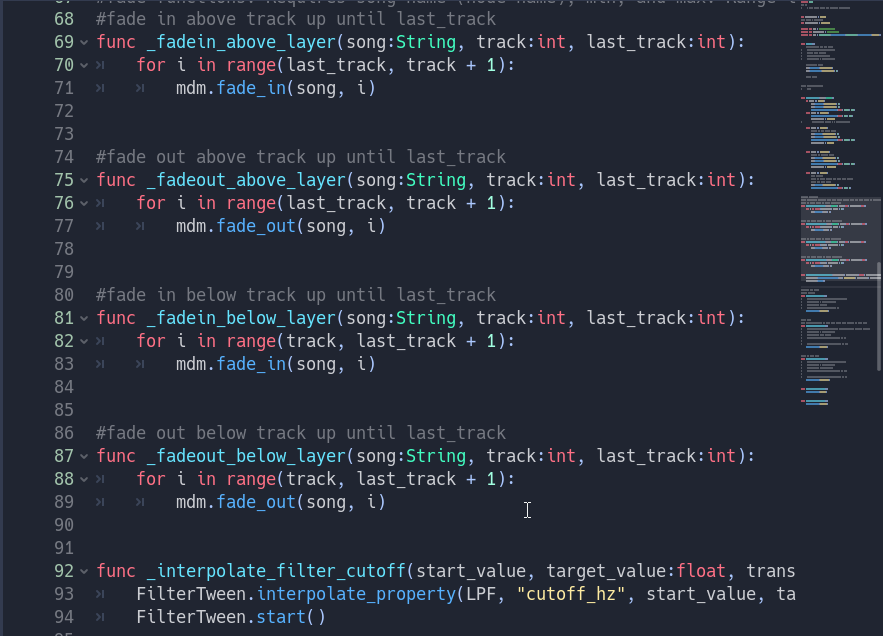 68 #fade in above track up until last_track
69 func _fadein_above_layer(song:String, track:int, last_track:int):
70 for i in range(last_track, track + 1):
71 mdm.fade_in(song, i)
72
73
74 #fade out above track up until last_track
75 func _fadeout_above_layer(song:String, track:int, last_track:int):
76 for i in range(last_track, track + 1):
77 mdm.fade_out(song, i)
78
79
80 #fade in below track up until last_track
81 func _fadein_below_layer(song:String, track:int, last_track:int):
82 for i in range(track, last_track + 1):
83 mdm.fade_in(song, i)
84
85
86 #fade out below track up until last_track
87 func _fadeout_below_layer(song:String, track:int, last_track:int):
88 for i in range(track, last_track + 1):
89 mdm.fade_out(song, i)
90
91
92 func _interpolate_filter_cutoff(start_value, target_value:float, trans
93 FilterTween.interpolate_property(LPF, "cutoff_hz", start_value, ta
94 FilterTween.start()